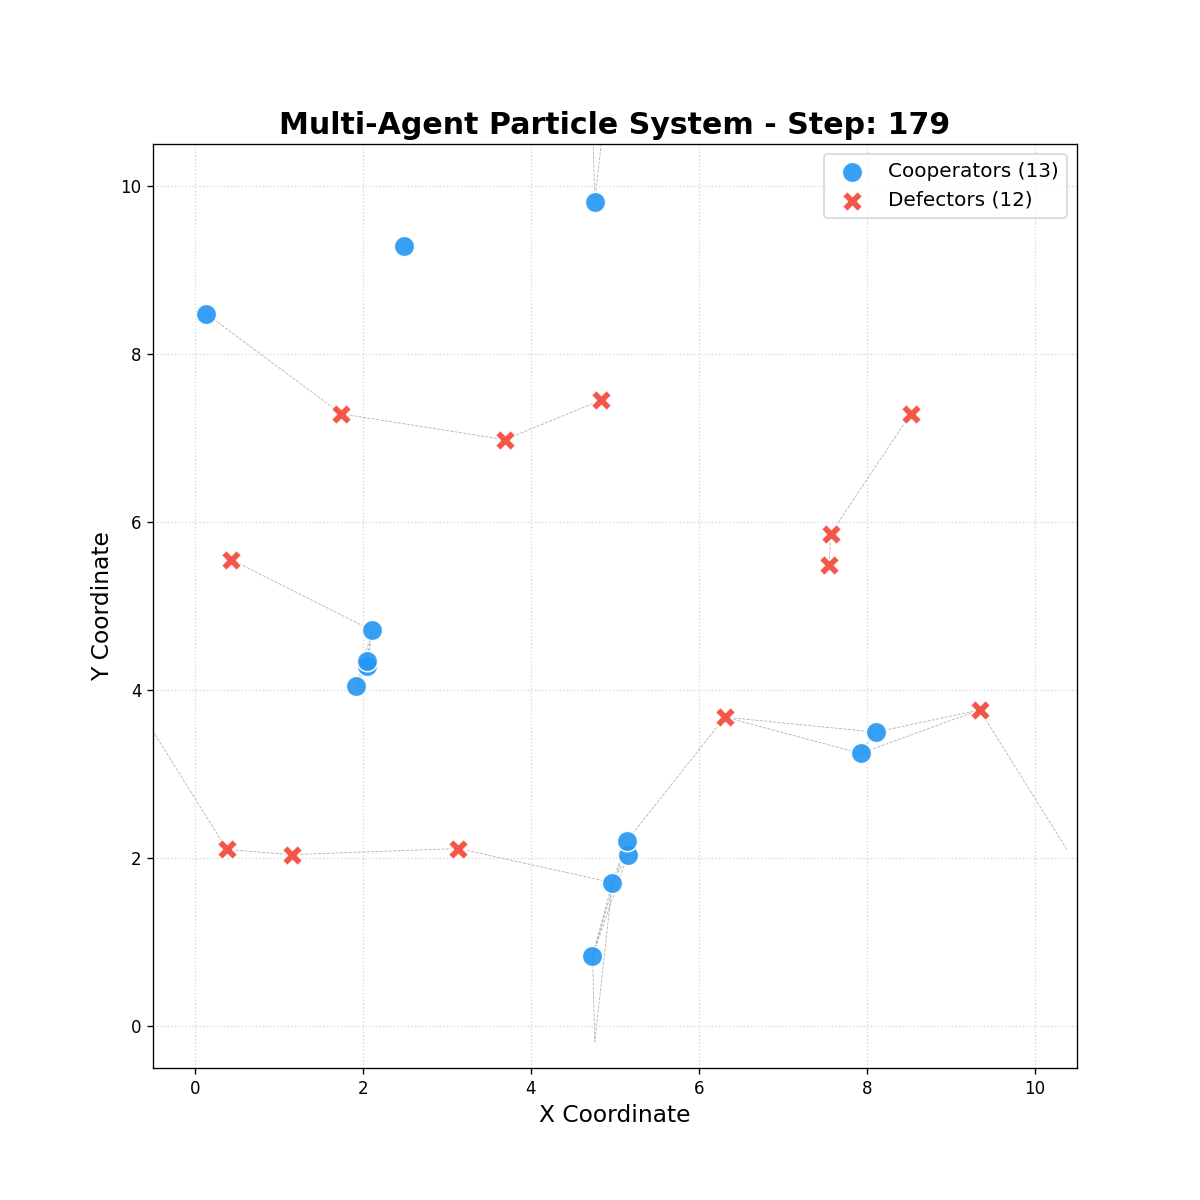 Multi-Agent Particle System - Step: 179
Cooperators (13)
Defectors (12)
10
8
6
4
2
0
Y Coordinate
0 2 4 6 8 10
X Coordinate